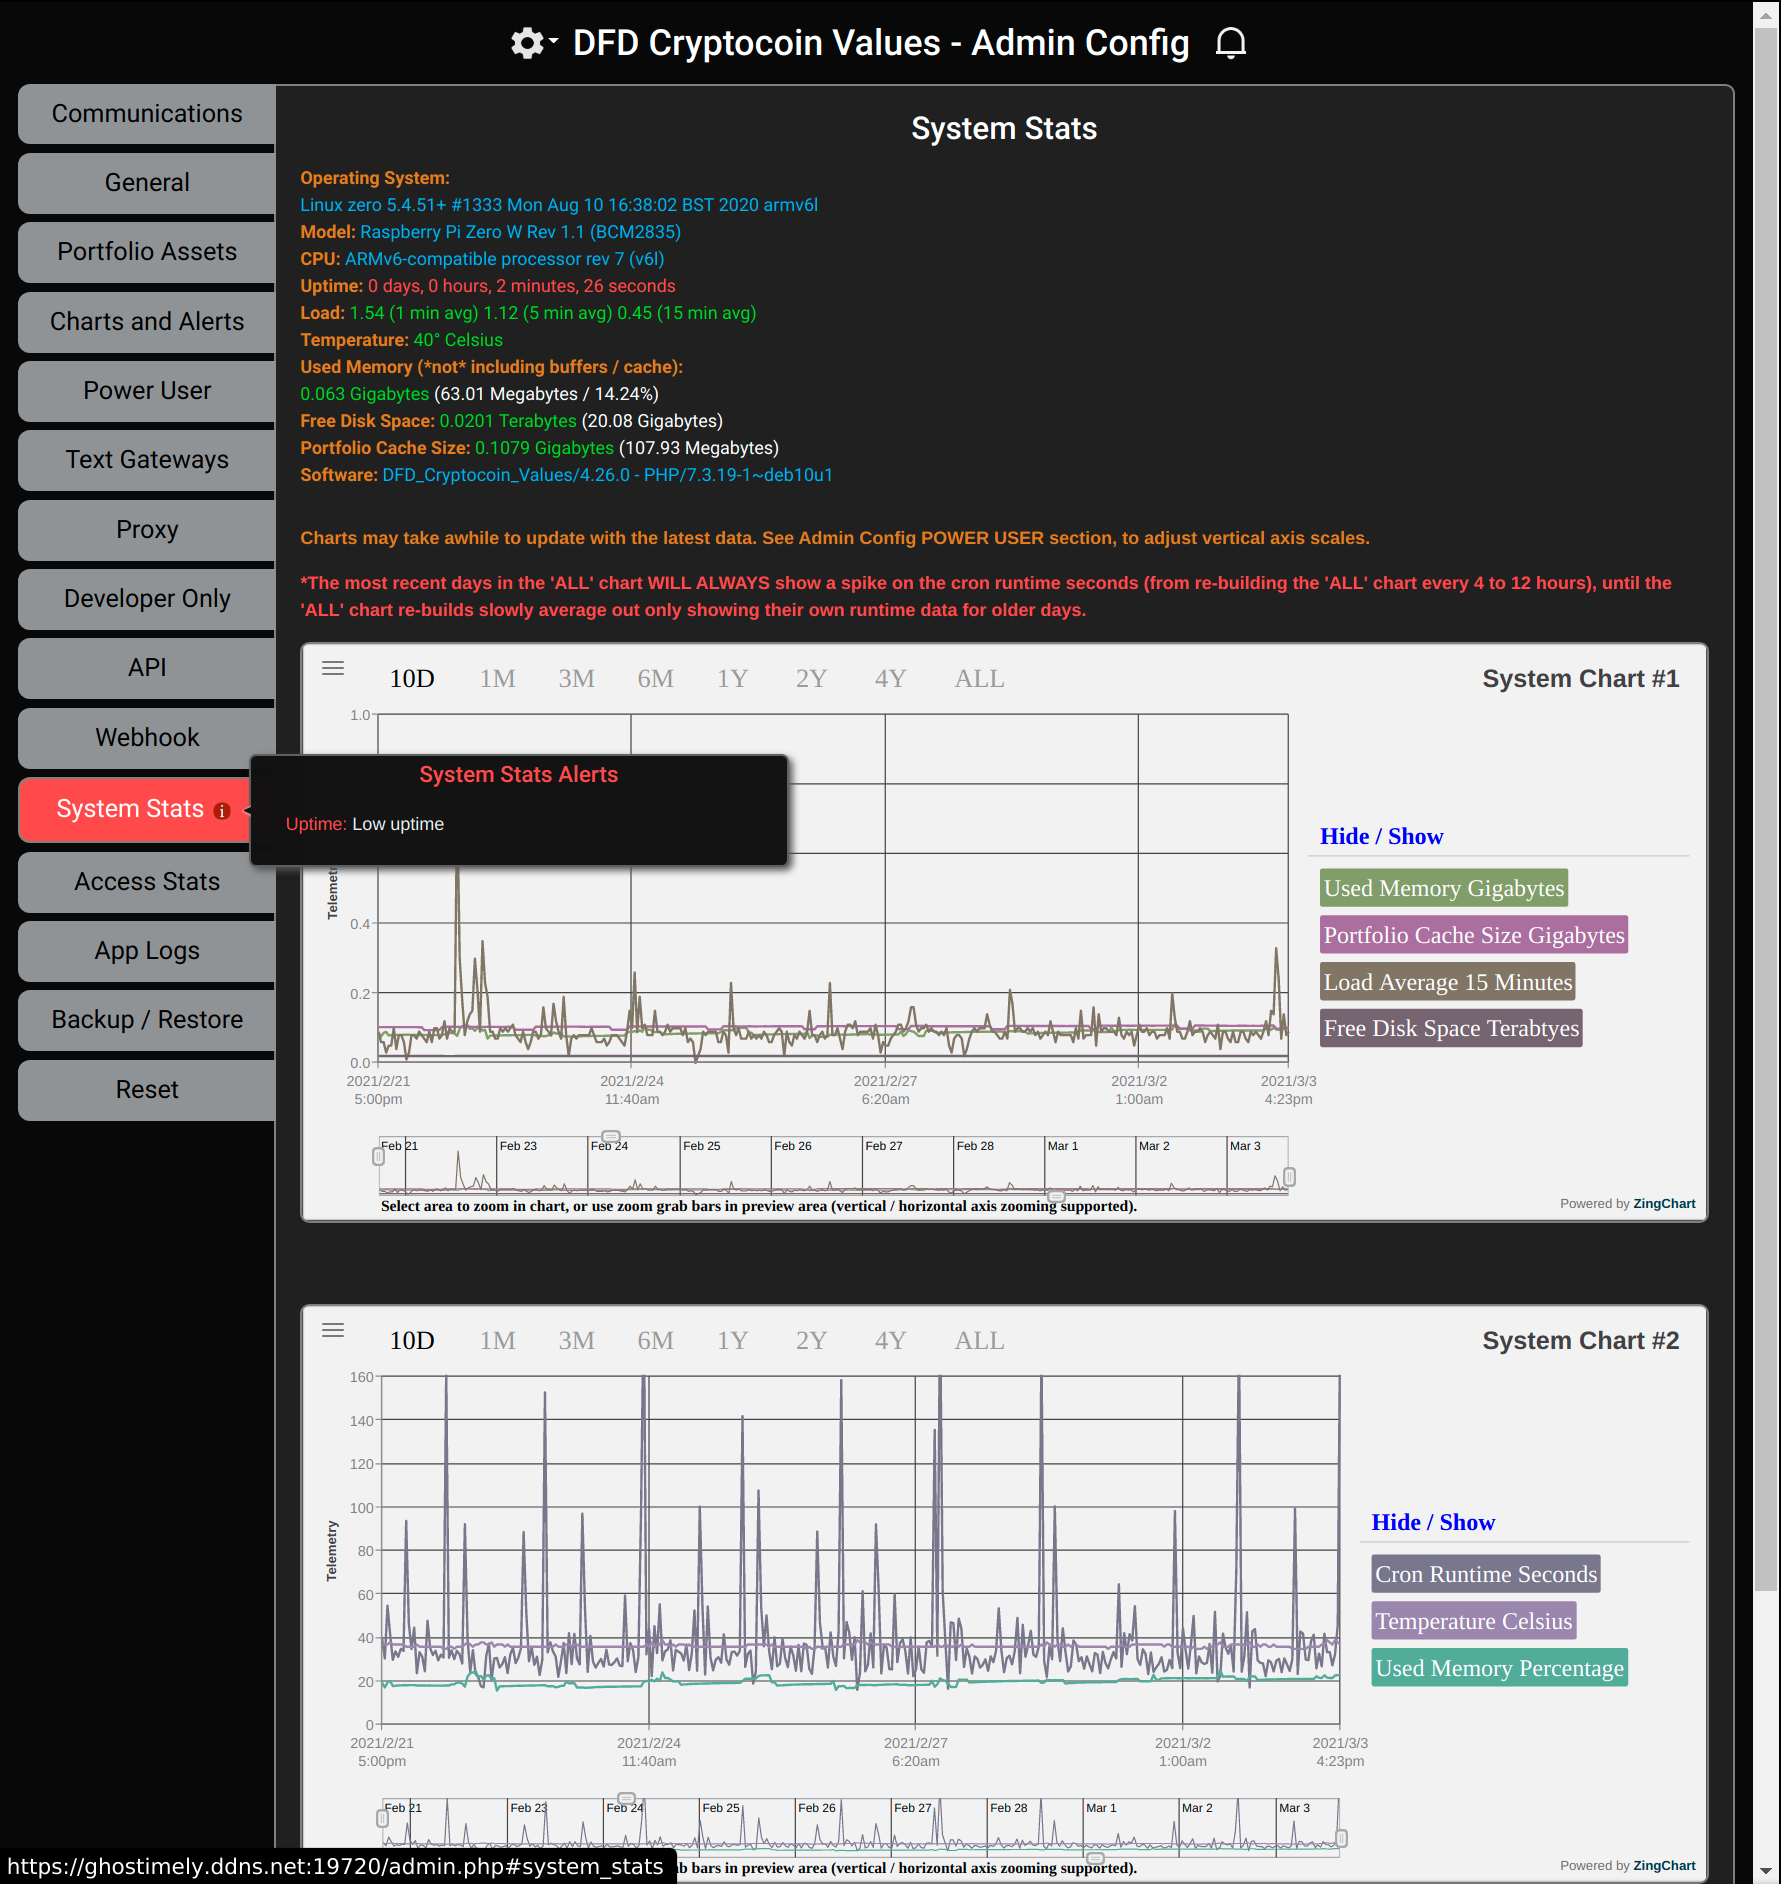 DFD Cryptocoin Values - Admin Config
Communications
General
Portfolio Assets
Charts and Alerts
Power User
Text Gateways
Proxy
Developer Only
API
Webhook
System Stats
Access Stats
App Logs
Backup / Restore
Reset
System Stats
Operating System:
Linux zero 5.4.51+ #1333 Mon Aug 10 16:38:02 BST 2020 armv6l
Model: Raspberry Pi Zero W Rev 1.1 (BCM2835)
CPU: ARMv6-compatible processor rev 7 (v6l)
Uptime: 0 days, 0 hours, 2 minutes, 26 seconds
Load: 1.54 (1 min avg) 1.12 (5 min avg) 0.45 (15 min avg)
Temperature: 40° Celsius
Used Memory (*not* including buffers / cache):
0.063 Gigabytes (63.01 Megabytes / 14.24%)
Free Disk Space: 0.0201 Terabytes (20.08 Gigabytes)
Portfolio Cache Size: 0.1079 Gigabytes (107.93 Megabytes)
Software: DFD_Cryptocoin_Values/4.26.0 - PHP/7.3.19-1~deb10u1
Charts may take awhile to update with the latest data. See Admin Config POWER USER section, to adjust vertical axis scales.
*The most recent days in the 'ALL' chart WILL ALWAYS show a spike on the cron runtime seconds (from re-building the 'ALL' chart every 4 to 12 hours), until the
'ALL' chart re-builds slowly average out only showing their own runtime data for older days.
10D 1M 3M 6M 1Y 2Y 4Y ALL
System Chart #1
1.0
System Stats Alerts
Uptime: Low uptime
Telemetr
0.4
0.2
0.0
2021/2/21 2021/2/24 2021/2/27 2021/3/2 2021/3/3
5:00pm 11:40am 6:20am 1:00am 4:23pm
Hide / Show
Used Memory Gigabytes
Portfolio Cache Size Gigabytes
Load Average 15 Minutes
Free Disk Space Terabtyes
Feb 21 Feb 23 Feb 24 Feb 25 Feb 26 Feb 27 Feb 28 Mar 1 Mar 2 Mar 3
Select area to zoom in chart, or use zoom grab bars in preview area (vertical / horizontal axis zooming supported).
Powered by ZingChart
10D 1M 3M 6M 1Y 2Y 4Y ALL
System Chart #2
160
140
120
100
80
60
40
20
0
Telemetry
2021/2/21 2021/2/24 2021/2/27 2021/3/2 2021/3/3
5:00pm 11:40am 6:20am 1:00am 4:23pm
Hide / Show
Cron Runtime Seconds
Temperature Celsius
Used Memory Percentage
Feb 21 Feb 23 Feb 24 Feb 25 Feb 26 Feb 27 Feb 28 Mar 1 Mar 2 Mar 3
b bars in preview area (vertical / horizontal axis zooming supported).
Powered by ZingChart
https://ghostimely.ddns.net:19720/admin.php#system_stats